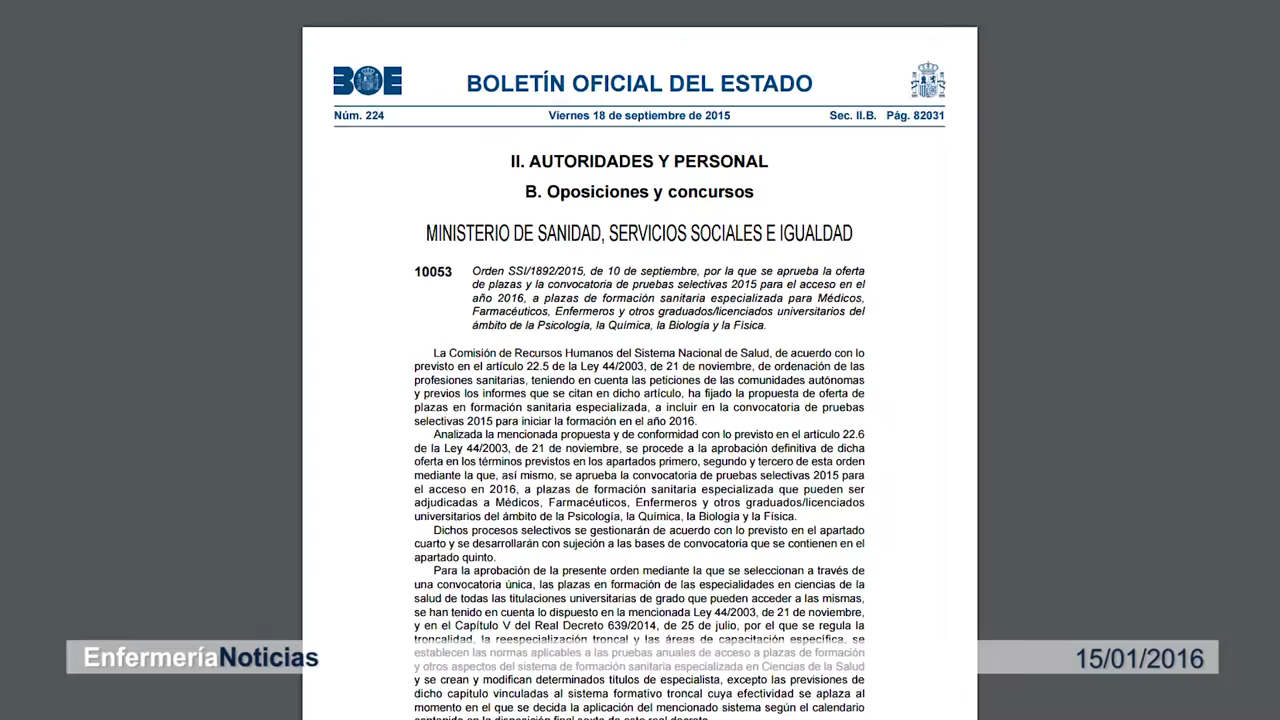 BOE
BOLETÍN OFICIAL DEL ESTADO
Núm. 224
Viernes 18 de septiembre de 2015
Sec. II.B. Pág. 82031
II. AUTORIDADES Y PERSONAL
B. Oposiciones y concursos
MINISTERIO DE SANIDAD, SERVICIOS SOCIALES E IGUALDAD
10053 Orden SSI/1892/2015, de 10 de septiembre, por la que se aprueba la oferta
de plazas y la convocatoria de pruebas selectivas 2015 para el acceso en el
año 2016, a plazas de formación sanitaria especializada para Médicos,
Farmacéuticos, Enfermeros y otros graduados/licenciados universitarios del
ámbito de la Psicología, la Química, la Biología y la Física.
La Comisión de Recursos Humanos del Sistema Nacional de Salud, de acuerdo con lo
previsto en el artículo 22.5 de la Ley 44/2003, de 21 de noviembre, de ordenación de las
profesiones sanitarias, teniendo en cuenta las peticiones de las comunidades autónomas
y previos los informes que se citan en dicho artículo, ha fijado la propuesta de oferta de
plazas en formación sanitaria especializada, a incluir en la convocatoria de pruebas
selectivas 2015 para iniciar la formación en el año 2016.
Analizada la mencionada propuesta y de conformidad con lo previsto en el artículo 22.6
de la Ley 44/2003, de 21 de noviembre, se procede a la aprobación definitiva de dicha
oferta en los términos previstos en los apartados primero, segundo y tercero de esta orden
mediante la que, así mismo, se aprueba la convocatoria de pruebas selectivas 2015 para
el acceso en 2016, a plazas de formación sanitaria especializada que pueden ser
adjudicadas a Médicos, Farmacéuticos, Enfermeros y otros graduados/licenciados
universitarios del ámbito de la Psicología, la Química, la Biología y la Física.
Dichos procesos selectivos se gestionarán de acuerdo con lo previsto en el apartado
cuarto y se desarrollarán con sujeción a las bases de convocatoria que se contienen en el
apartado quinto.
Para la aprobación de la presente orden mediante la que se seleccionan a través de
una convocatoria única, las plazas en formación de las especialidades en ciencias de la
salud de todas las titulaciones universitarias de grado que pueden acceder a las mismas,
se han tenido en cuenta lo dispuesto en la mencionada Ley 44/2003, de 21 de noviembre,
y en el Capítulo V del Real Decreto 639/2014, de 25 de julio, por el que se regula la
troncalidad, la reespecialización troncal y las áreas de capacitación específica, se
establecen las normas aplicables a las pruebas anuales de acceso a plazas de formación
y otros aspectos del sistema de formación sanitaria especializada en Ciencias de la Salud
y se crean y modifican determinados títulos de especialista, excepto las previsiones de
dicho capitulo vinculadas al sistema formativo troncal cuya efectividad se aplaza al
momento en el que se decida la aplicación del mencionado sistema según el calendario
contenido en la disposición final sexta de este real decreto.
EnfermeríaNoticias
15/01/2016